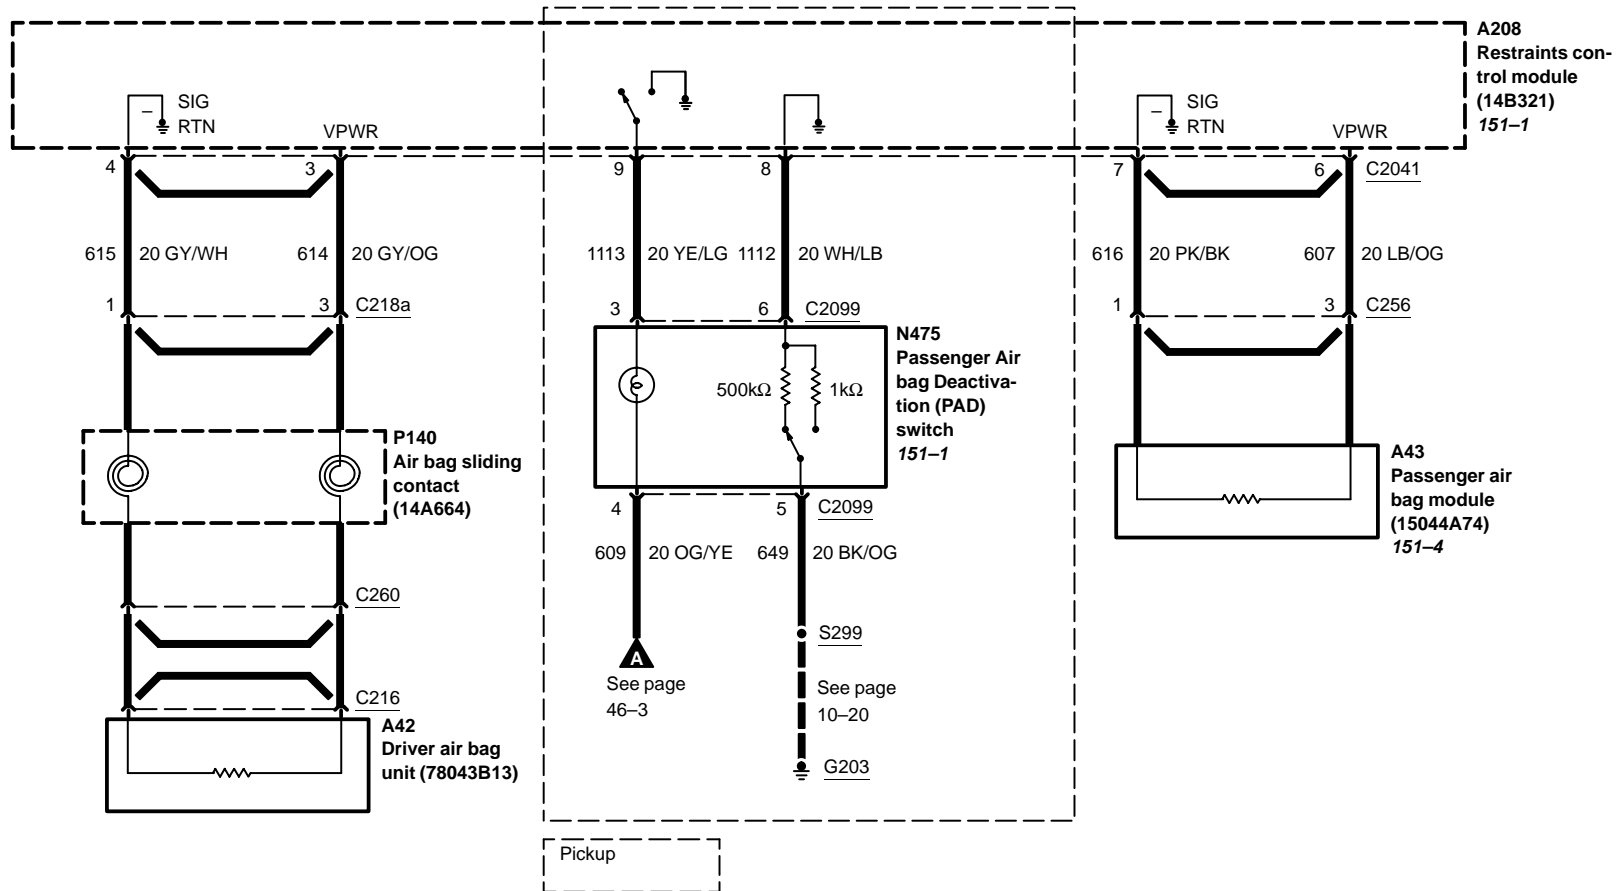 A208
Restraints con-
trol module
(14B321)
151–1
SIG
RTN
–
VPWR
SIG
RTN
–
VPWR
4
3
9
8
7
6
C2041
615
20 GY/WH
614
20 GY/OG
1113
20 YE/LG
1112
20 WH/LB
616
20 PK/BK
607
20 LB/OG
1
3
C218a
3
6
C2099
1
3
C256
N475
Passenger Air
bag Deactiva-
tion (PAD)
switch
151–1
500kΩ
1kΩ
P140
Air bag sliding
contact
(14A664)
A43
Passenger air
bag module
(15044A74)
151–4
4
5
C2099
609
20 OG/YE
649
20 BK/OG
C260
S299
A
See page
46–3
See page
10–20
C216
A42
Driver air bag
unit (78043B13)
G203
Pickup